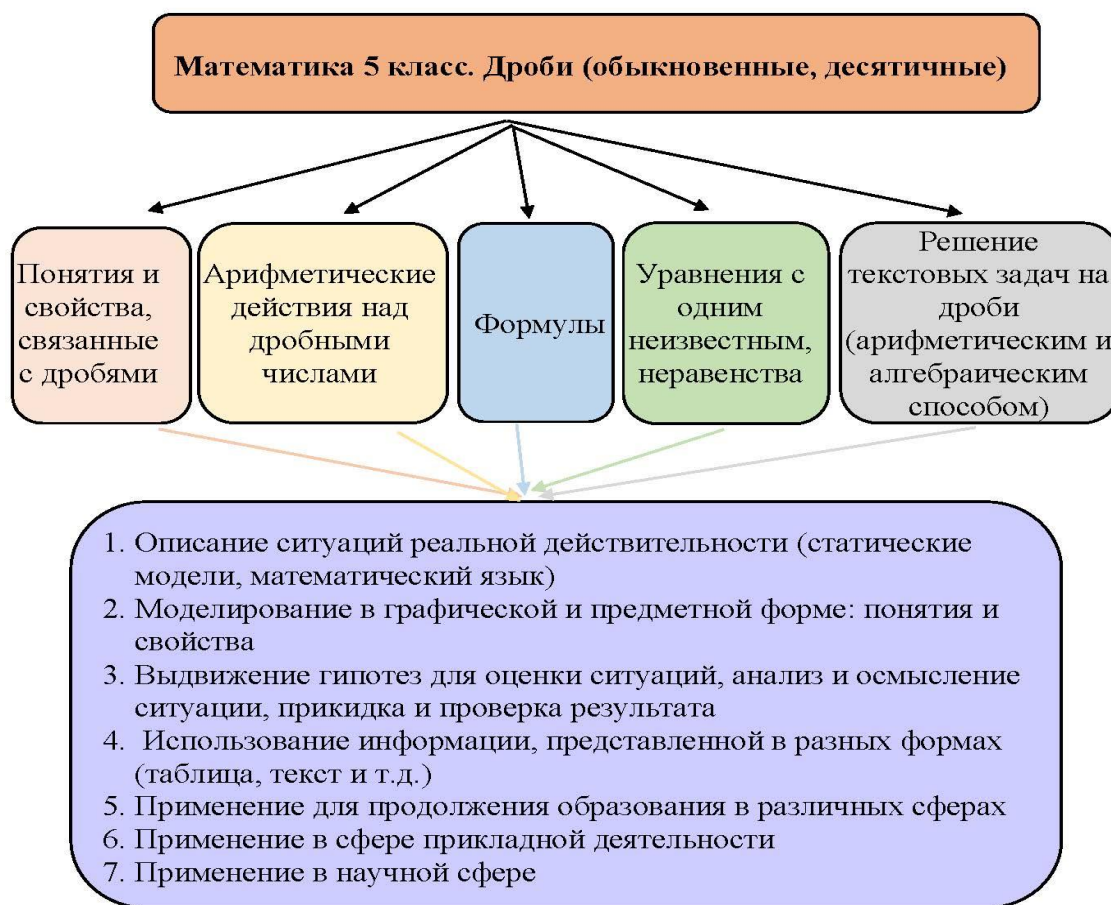 Математика 5 класс. Дроби (обыкновенные, десятичные)
Понятия и
свойства,
связанные
с дробями
Арифметические
действия над
дробными
числами
Формулы
Уравнения с
одним
неизвестным,
неравенства
Решение
текстовых задач на
дроби
(арифметическим и
алгебраическим
способом)
1. Описание ситуаций реальной действительности (статические
модели, математический язык)
2. Моделирование в графической и предметной форме: понятия и
свойства
3. Выдвижение гипотез для оценки ситуаций, анализ и осмысление
ситуации, прикидка и проверка результата
4. Использование информации, представленной в разных формах
(таблица, текст и т.д.)
5. Применение для продолжения образования в различных сферах
6. Применение в сфере прикладной деятельности
7. Применение в научной сфере